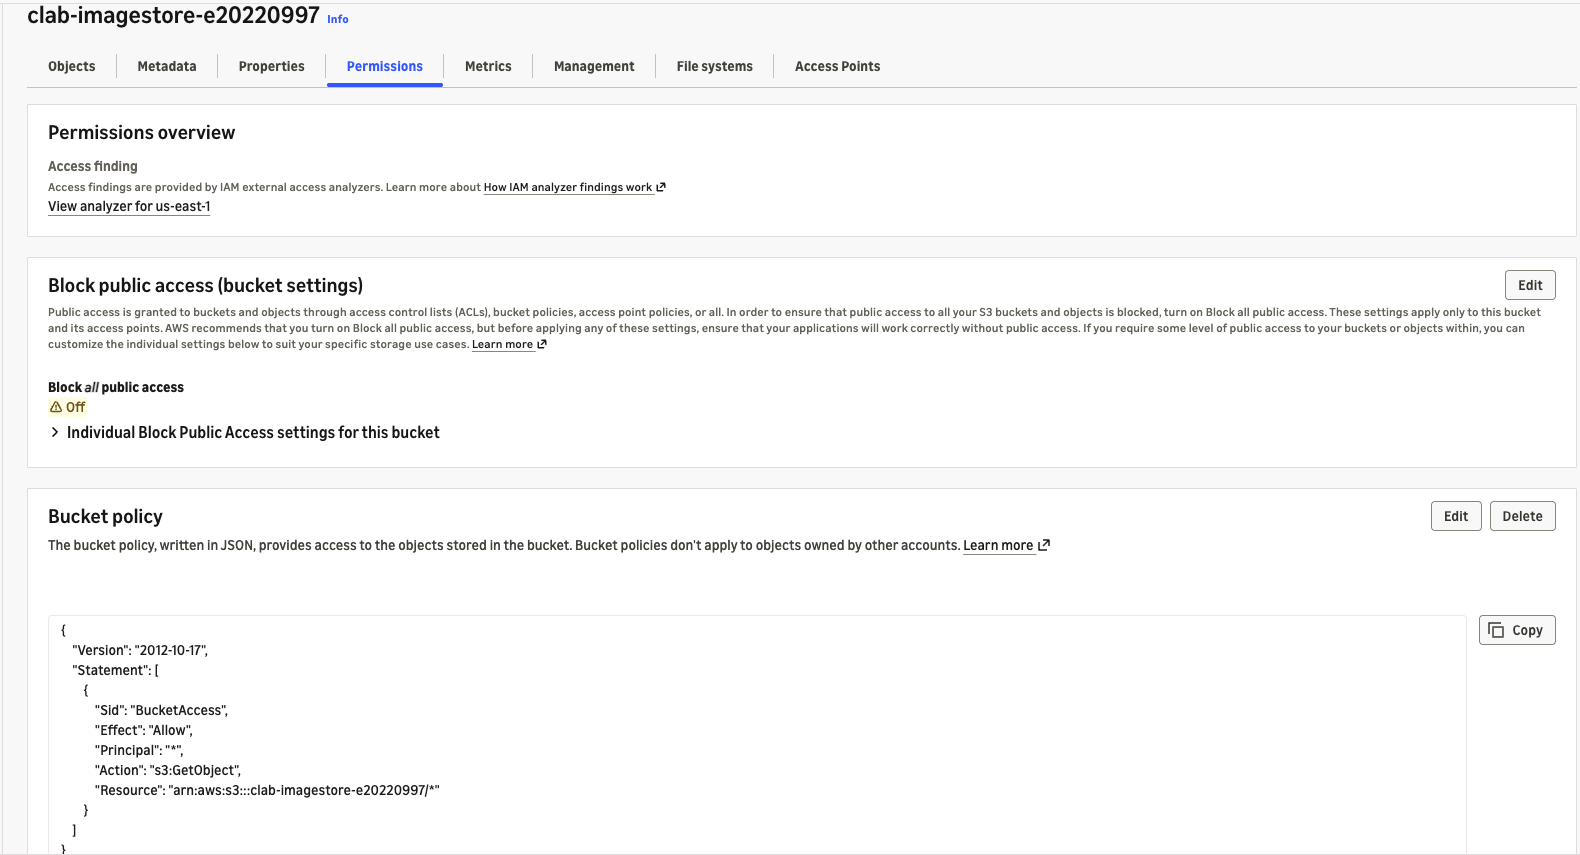 clab-imagestore-e20220997 Info
Objects Metadata Properties Permissions Metrics Management File systems Access Points
Permissions overview
Access finding
Access findings are provided by IAM external access analyzers. Learn more about How IAM analyzer findings work
View analyzer for us-east-1
Block public access (bucket settings) Edit
Public access is granted to buckets and objects through access control lists (ACLs), bucket policies, access point policies, or all. In order to ensure that public access to all your S3 buckets and objects is blocked, turn on Block all public access. These settings apply only to this bucket
and its access points. AWS recommends that you turn on Block all public access, but before applying any of these settings, ensure that your applications will work correctly without public access. If you require some level of public access to your buckets or objects within, you can
customize the individual settings below to suit your specific storage use cases. Learn more
Block all public access
Off
Individual Block Public Access settings for this bucket
Bucket policy Edit Delete
The bucket policy, written in JSON, provides access to the objects stored in the bucket. Bucket policies don't apply to objects owned by other accounts. Learn more
Copy
{
"Version": "2012-10-17",
"Statement": [
{
"Sid": "BucketAccess",
"Effect": "Allow",
"Principal": "*",
"Action": "s3:GetObject",
"Resource": "arn:aws:s3:::clab-imagestore-e20220997/*"
}
]
}